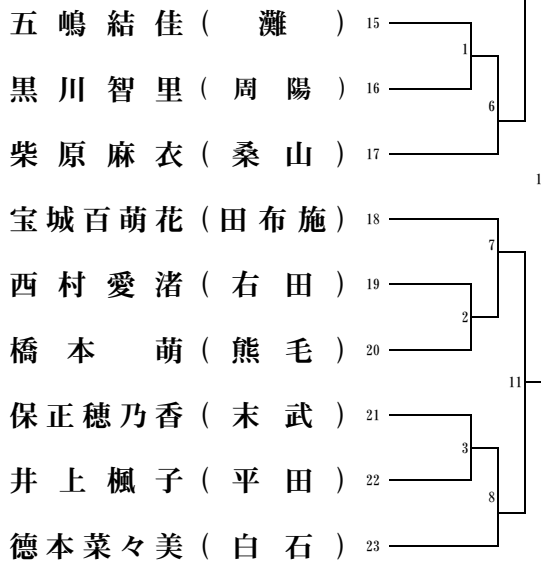 五嶋結佳(灘) 15
1
黒川智里(周陽) 16
6
柴原麻衣(桑山) 17
1
宝城百萌花(田布施) 18
7
西村愛渚(右田) 19
2
橋本萌(熊毛) 20
11
保正穂乃香(末武) 21
3
井上楓子(平田) 22
8
德本菜々美(白石) 23